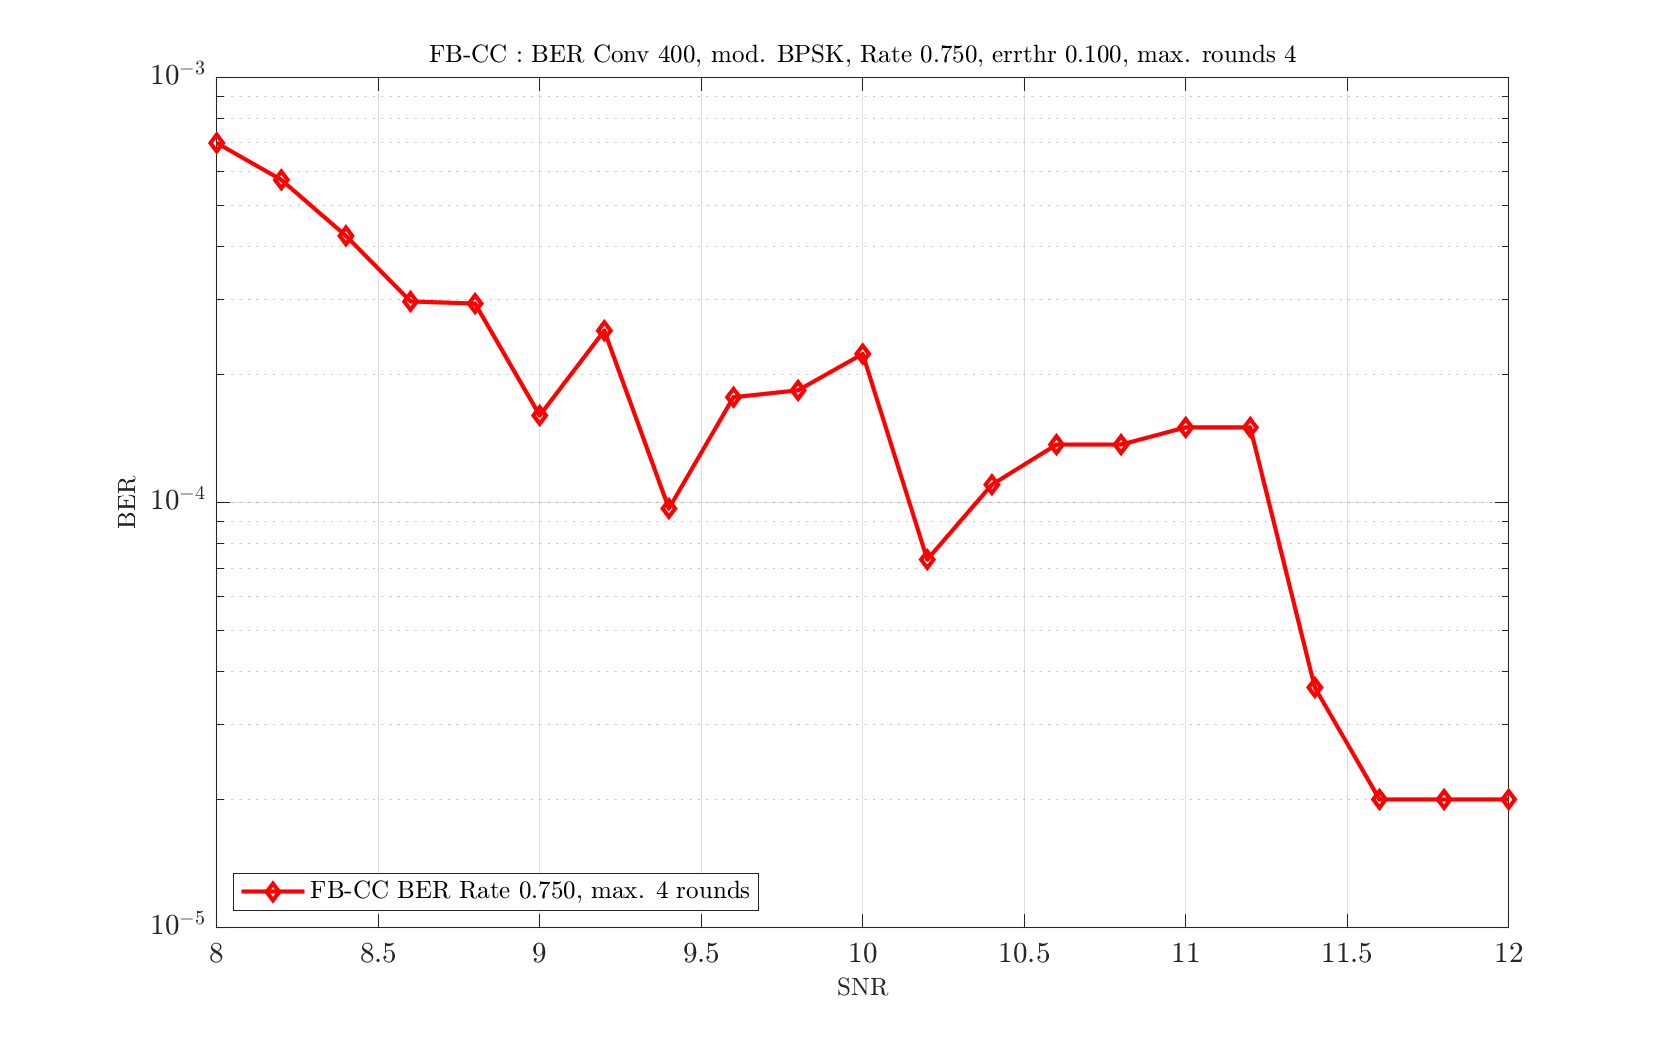 FB-CC : BER Conv 400, mod. BPSK, Rate 0.750, errthr 0.100, max. rounds 4
10⁻³
10⁻⁴
10⁻⁵
BER
FB-CC BER Rate 0.750, max. 4 rounds
8 8.5 9 9.5 10 10.5 11 11.5 12
SNR